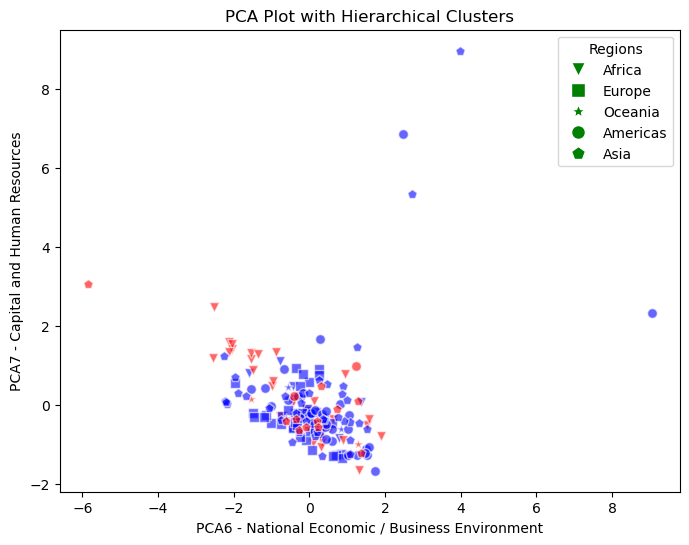 PCA Plot with Hierarchical Clusters
Regions
Africa
Europe
Oceania
Americas
Asia
PCA7 - Capital and Human Resources
8
6
4
2
0
−2
−6
−4
−2
0
2
4
6
8
PCA6 - National Economic / Business Environment